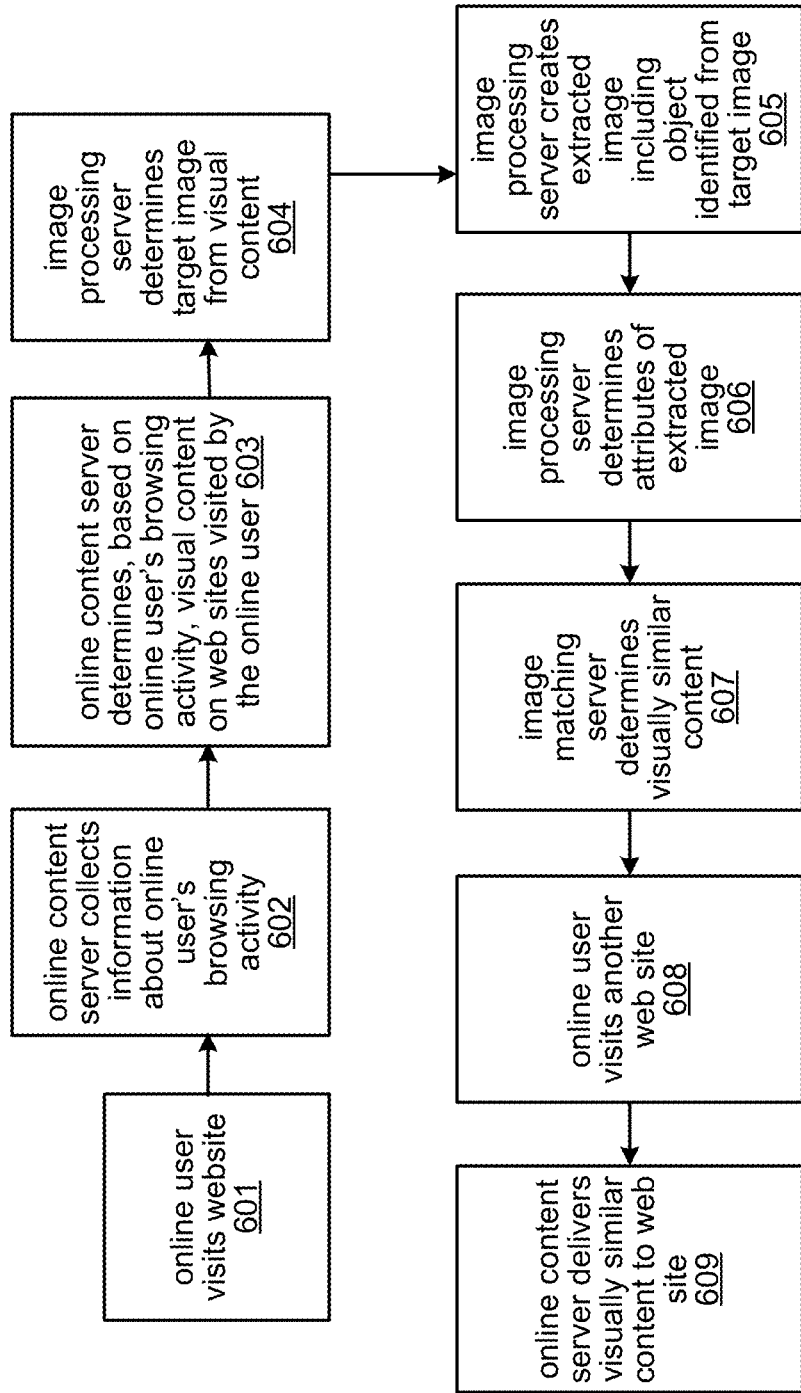 online user
visits website
601
online content
server collects
information
about online
user's
browsing
activity
602
online content server
determines, based on
online user's browsing
activity, visual content
on web sites visited by
the online user 603
image
processing
server
determines
target image
from visual
content
604
image
processing
server creates
extracted
image
including
object
identified from
target image
605
image
processing
server
determines
attributes of
extracted
image
606
image
matching
server
determines
visually similar
content
607
online user
visits another
web site
608
online content
server delivers
visually similar
content to web
site
609